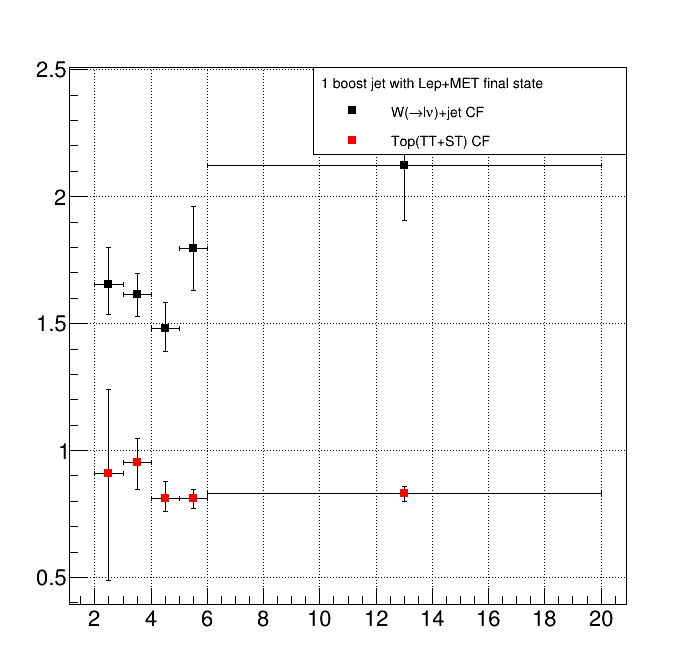 2.5
1 boost jet with Lep+MET final state
W(→lν)+jet CF
Top(TT+ST) CF
2
1.5
1
0.5
2 4 6 8 10 12 14 16 18 20